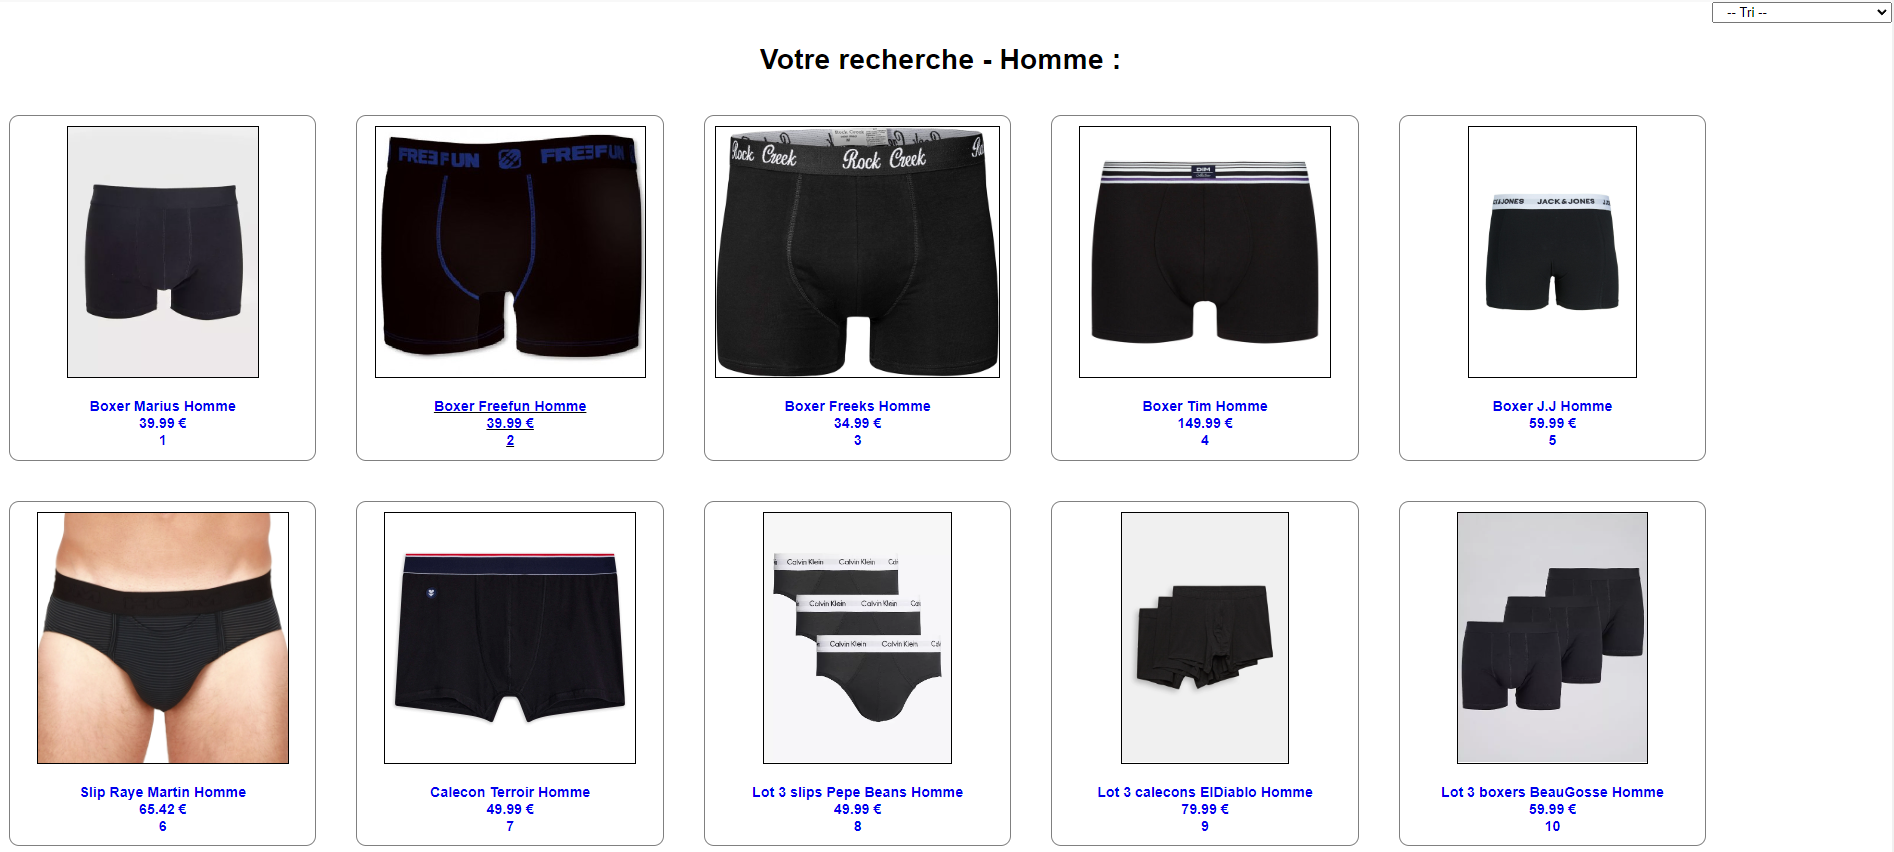 -- Tri --
Votre recherche - Homme :
FREEFUN FREEFUN
Rock Creek Rock Creek
Rock Creek
DIM
JACK & JONES
Boxer Marius Homme
39.99 €
1
Boxer Freefun Homme
39.99 €
2
Boxer Freeks Homme
34.99 €
3
Boxer Tim Homme
149.99 €
4
Boxer J.J Homme
59.99 €
5
Calvin Klein Calvin Klein
Calvin Klein Calvin Klein
Calvin Klein Calvin Klein
Slip Raye Martin Homme
65.42 €
6
Calecon Terroir Homme
49.99 €
7
Lot 3 slips Pepe Beans Homme
49.99 €
8
Lot 3 calecons ElDiablo Homme
79.99 €
9
Lot 3 boxers BeauGosse Homme
59.99 €
10